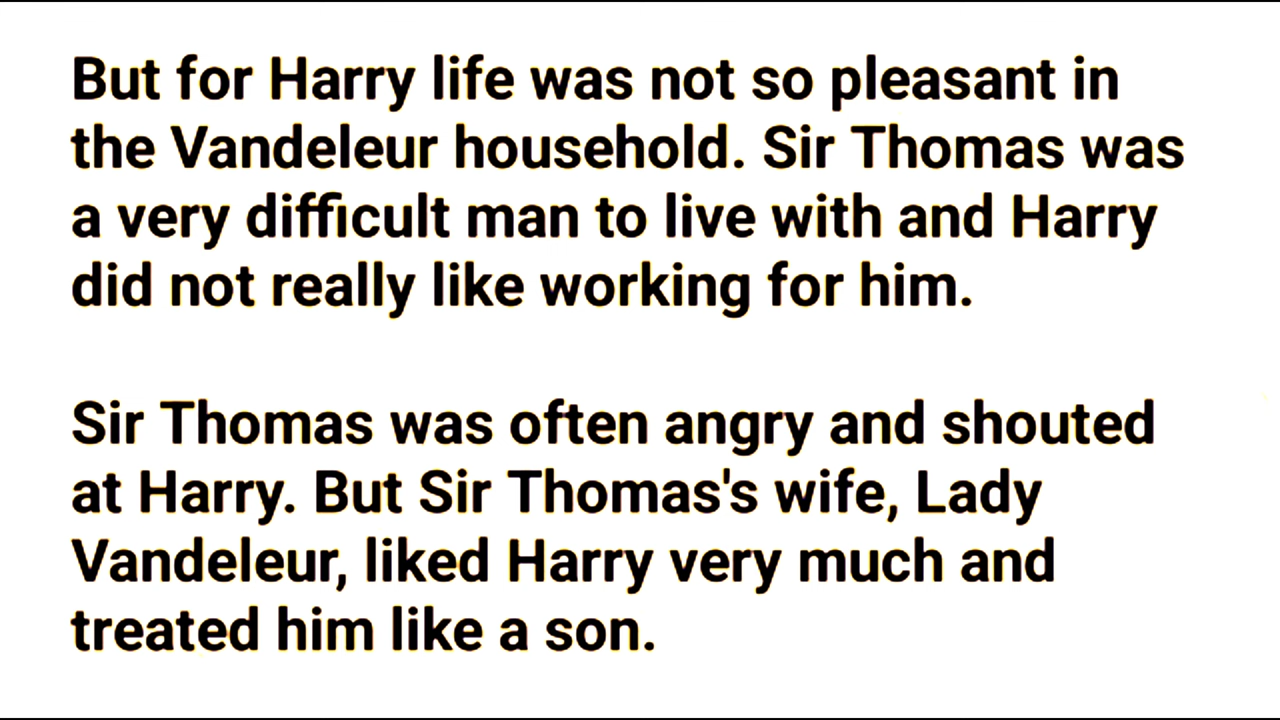 But for Harry life was not so pleasant in
the Vandeleur household. Sir Thomas was
a very difficult man to live with and Harry
did not really like working for him.
Sir Thomas was often angry and shouted
at Harry. But Sir Thomas's wife, Lady
Vandeleur, liked Harry very much and
treated him like a son.